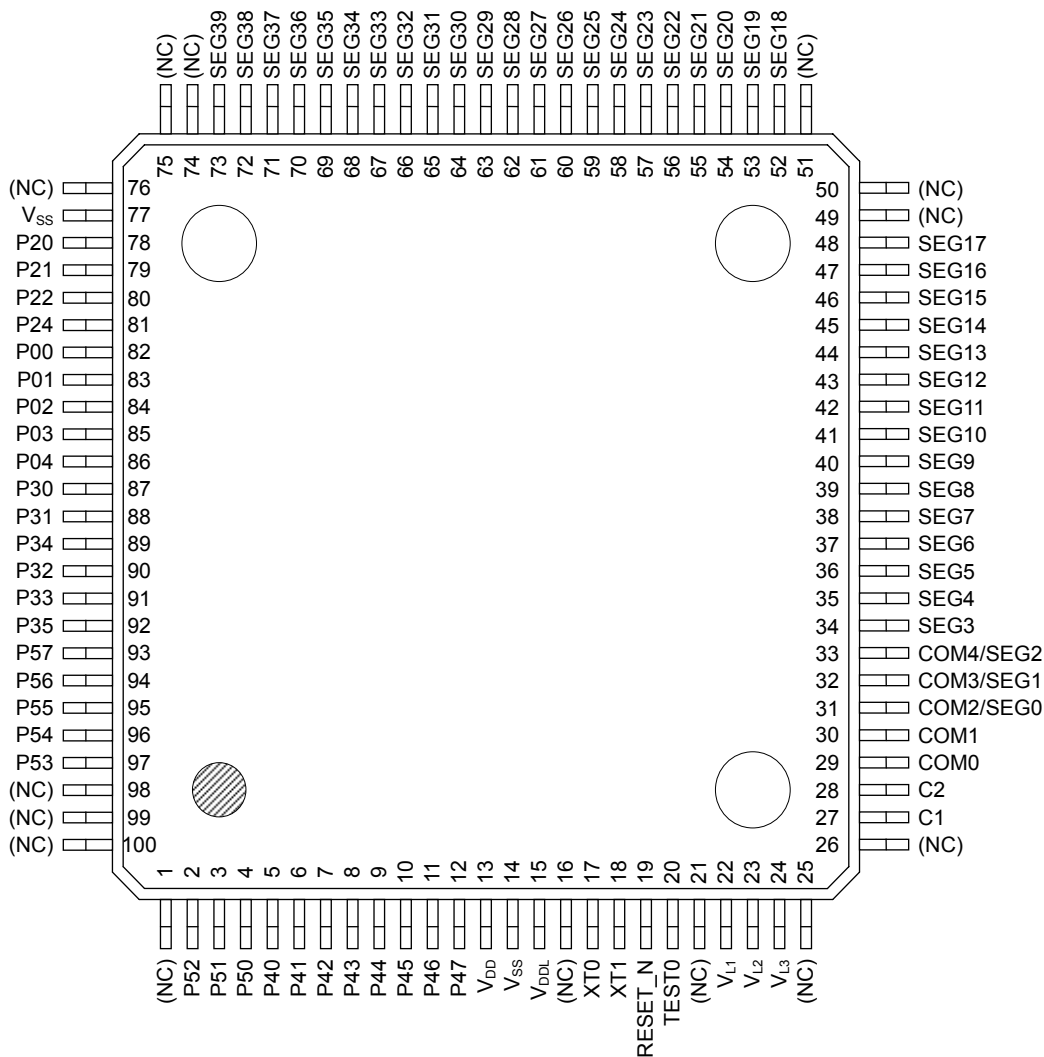 (NC)
(NC)
SEG39
SEG38
SEG37
SEG36
SEG35
SEG34
SEG33
SEG32
SEG31
SEG30
SEG29
SEG28
SEG27
SEG26
SEG25
SEG24
SEG23
SEG22
SEG21
SEG20
SEG19
SEG18
(NC)
75
74
73
72
71
70
69
68
67
66
65
64
63
62
61
60
59
58
57
56
55
54
53
52
51
(NC) 76
VSS 77
P20 78
P21 79
P22 80
P24 81
P00 82
P01 83
P02 84
P03 85
P04 86
P30 87
P31 88
P34 89
P32 90
P33 91
P35 92
P57 93
P56 94
P55 95
P54 96
P53 97
(NC) 98
(NC) 99
(NC) 100
50 (NC)
49 (NC)
48 SEG17
47 SEG16
46 SEG15
45 SEG14
44 SEG13
43 SEG12
42 SEG11
41 SEG10
40 SEG9
39 SEG8
38 SEG7
37 SEG6
36 SEG5
35 SEG4
34 SEG3
33 COM4/SEG2
32 COM3/SEG1
31 COM2/SEG0
30 COM1
29 COM0
28 C2
27 C1
26 (NC)
1
2
3
4
5
6
7
8
9
10
11
12
13
14
15
16
17
18
19
20
21
22
23
24
25
(NC)
P52
P51
P50
P40
P41
P42
P43
P44
P45
P46
P47
VDD
VSS
VDDL
(NC)
XT0
XT1
RESET_N
TEST0
(NC)
VL1
VL2
VL3
(NC)